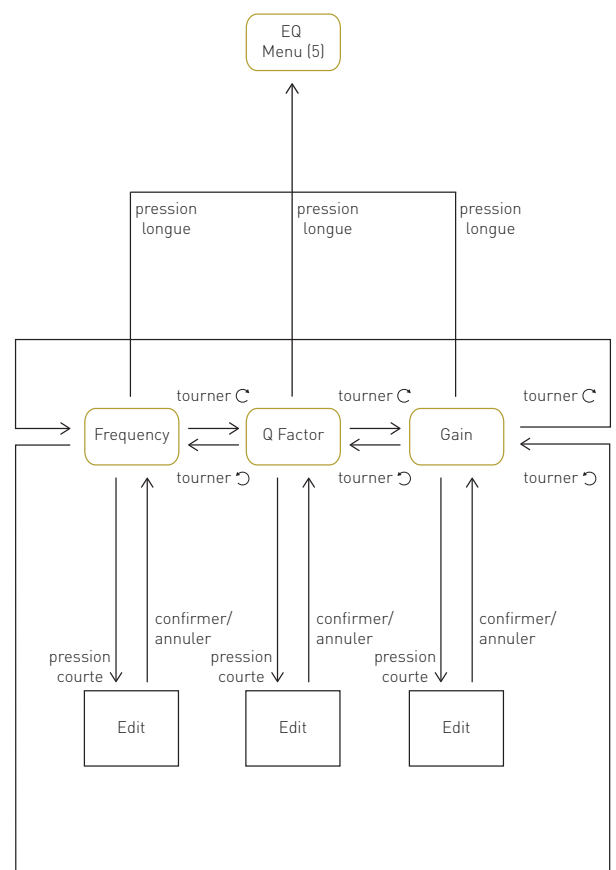 EQ
Menu (5)
pression
longue
pression
longue
pression
longue
tourner
tourner
tourner
Frequency
Q Factor
Gain
tourner
tourner
tourner
confirmer/
annuler
confirmer/
annuler
confirmer/
annuler
pression
courte
pression
courte
pression
courte
Edit
Edit
Edit